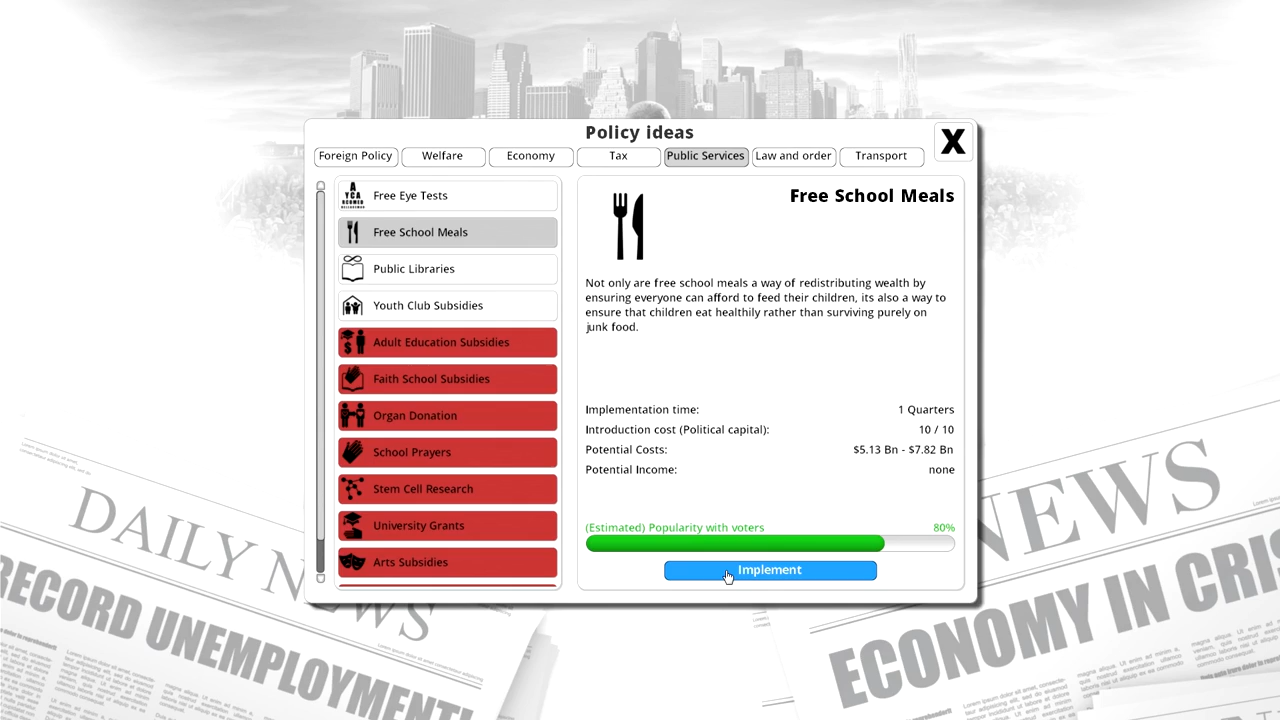 Policy ideas
X
Foreign Policy
Welfare
Economy
Tax
Public Services
Law and order
Transport
Free Eye Tests
Free School Meals
Public Libraries
Youth Club Subsidies
Adult Education Subsidies
Faith School Subsidies
Organ Donation
School Prayers
Stem Cell Research
University Grants
Arts Subsidies
Free School Meals
Not only are free school meals a way of redistributing wealth by
ensuring everyone can afford to feed their children, its also a way to
ensure that children eat healthily rather than surviving purely on
junk food.
Implementation time: 1 Quarters
Introduction cost (Political capital): 10 / 10
Potential Costs: $5.13 Bn - $7.82 Bn
Potential Income: none
(Estimated) Popularity with voters 80%
Implement
DAILY NEWS
RECORD UNEMPLOYMENT!
NEWS
ECONOMY IN CRIS